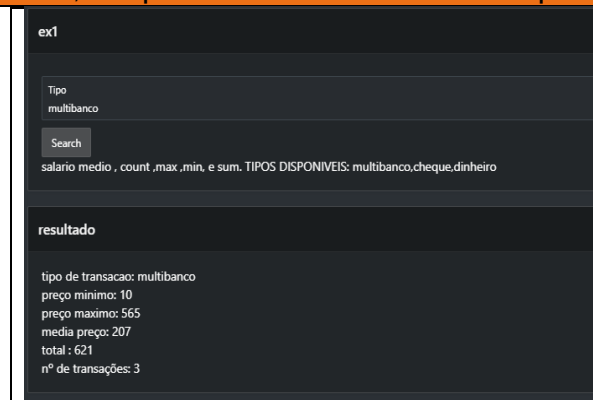 ex1
Tipo
multibanco
Search
salario medio , count ,max ,min, e sum. TIPOS DISPONIVEIS: multibanco,cheque,dinheiro
resultado
tipo de transacao: multibanco
preço minimo: 10
preço maximo: 565
media preço: 207
total : 621
nº de transações: 3